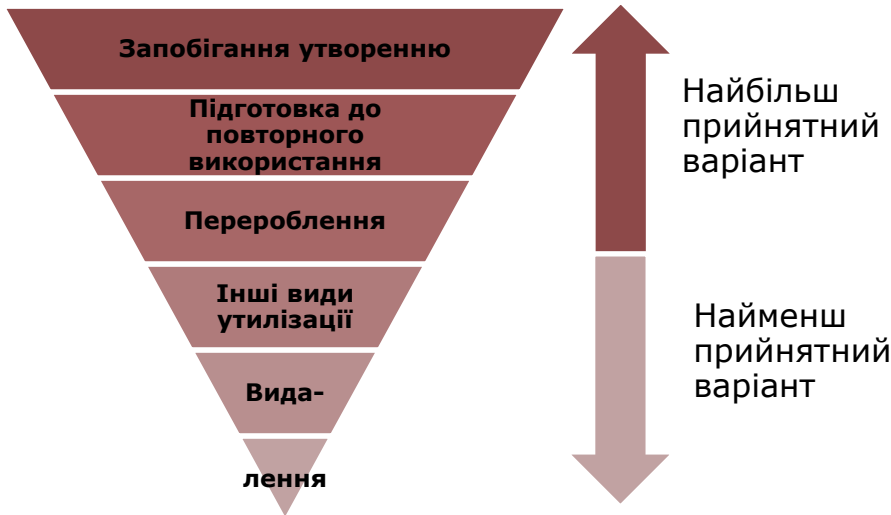 Запобігання утворенню
Підготовка до
повторного
використання
Перероблення
Інші види
утилізації
Вида-
лення
Найбільш
прийнятний
варіант
Найменш
прийнятний
варіант